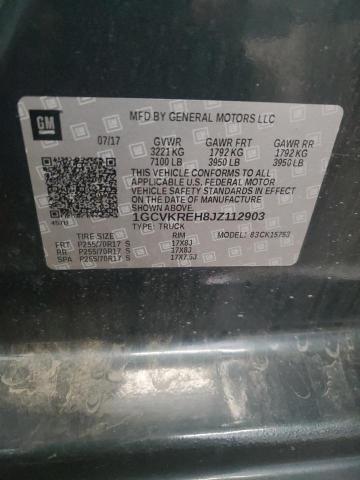 GM
MFD BY GENERAL MOTORS LLC
07/17 GVWR GAWR FRT GAWR RR
3221 KG 1792 KG 1792 KG
7100 LB 3950 LB 3950 LB
THIS VEHICLE CONFORMS TO ALL APPLICABLE
U.S. FEDERAL MOTOR VEHICLE
SAFETY STANDARDS IN EFFECT ON THE
DATE OF MANUFACTURE SHOWN ABOVE.
1GCVKREH8JZ112903
TYPE: TRUCK
MODEL: 83CK15753
TIRE SIZE RIM
FRT P255/70R17 S 17X8J
RR P255/70R17 S 17X8J
SPA P255/70R17 S 17X7.5J